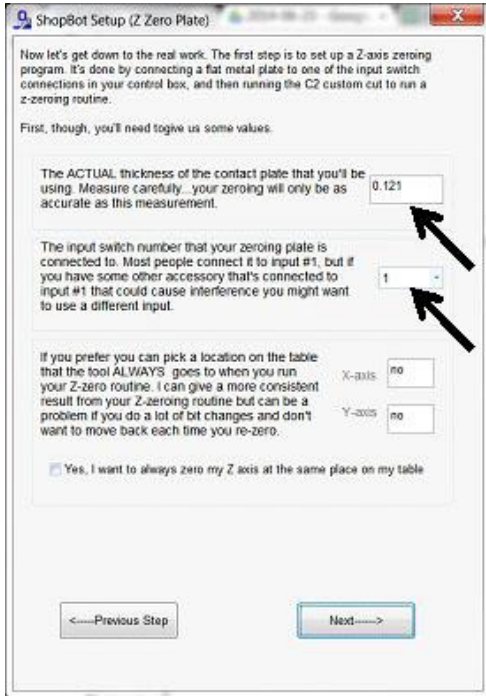 ShopBot Setup (Z Zero Plate)
Now let's get down to the real work. The first step is to set up a Z-axis zeroing
program. It's done by connecting a flat metal plate to one of the input switch
connections in your control box, and then running the C2 custom cut to run a
z-zeroing routine.
First, though, you'll need togive us some values.
The ACTUAL thickness of the contact plate that you'll be
using. Measure carefully...your zeroing will only be as
accurate as this measurement.
0.121
The input switch number that your zeroing plate is
connected to. Most people connect it to input #1, but if
you have some other accessory that's connected to
input #1 that could cause interference you might want
to use a different input.
1
If you prefer you can pick a location on the table
that the tool ALWAYS goes to when you run
your Z-zero routine. I can give a more consistent
result from your Z-zeroing routine but can be a
problem if you do a lot of bit changes and don't
want to move back each time you re-zero.
X-axis no
Y-axis no
Yes, I want to always zero my Z axis at the same place on my table
<-----Previous Step
Next----->